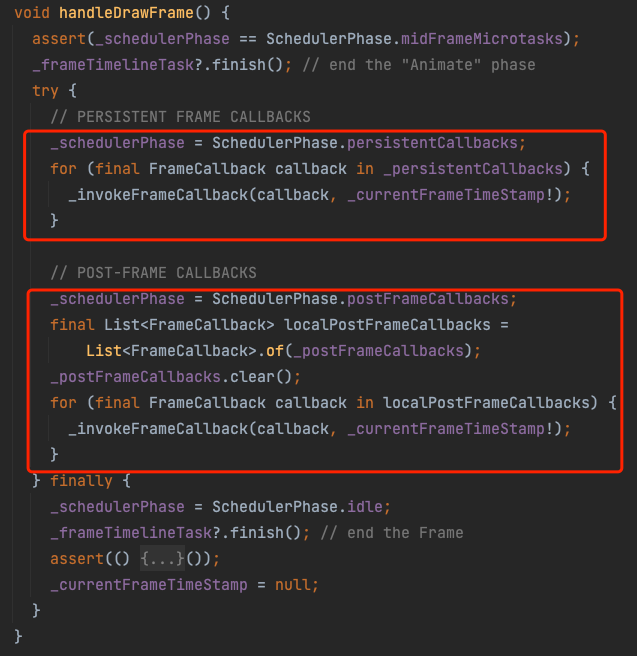 void handleDrawFrame() {
  assert(_schedulerPhase == SchedulerPhase.midFrameMicrotasks);
  _frameTimelineTask?.finish(); // end the "Animate" phase
  try {
    // PERSISTENT FRAME CALLBACKS
    _schedulerPhase = SchedulerPhase.persistentCallbacks;
    for (final FrameCallback callback in _persistentCallbacks) {
      _invokeFrameCallback(callback, _currentFrameTimeStamp!);
    }

    // POST-FRAME CALLBACKS
    _schedulerPhase = SchedulerPhase.postFrameCallbacks;
    final List<FrameCallback> localPostFrameCallbacks =
        List<FrameCallback>.of(_postFrameCallbacks);
    _postFrameCallbacks.clear();
    for (final FrameCallback callback in localPostFrameCallbacks) {
      _invokeFrameCallback(callback, _currentFrameTimeStamp!);
    }
  } finally {
    _schedulerPhase = SchedulerPhase.idle;
    _frameTimelineTask?.finish(); // end the Frame
    assert(() {...}());
    _currentFrameTimeStamp = null;
  }
}